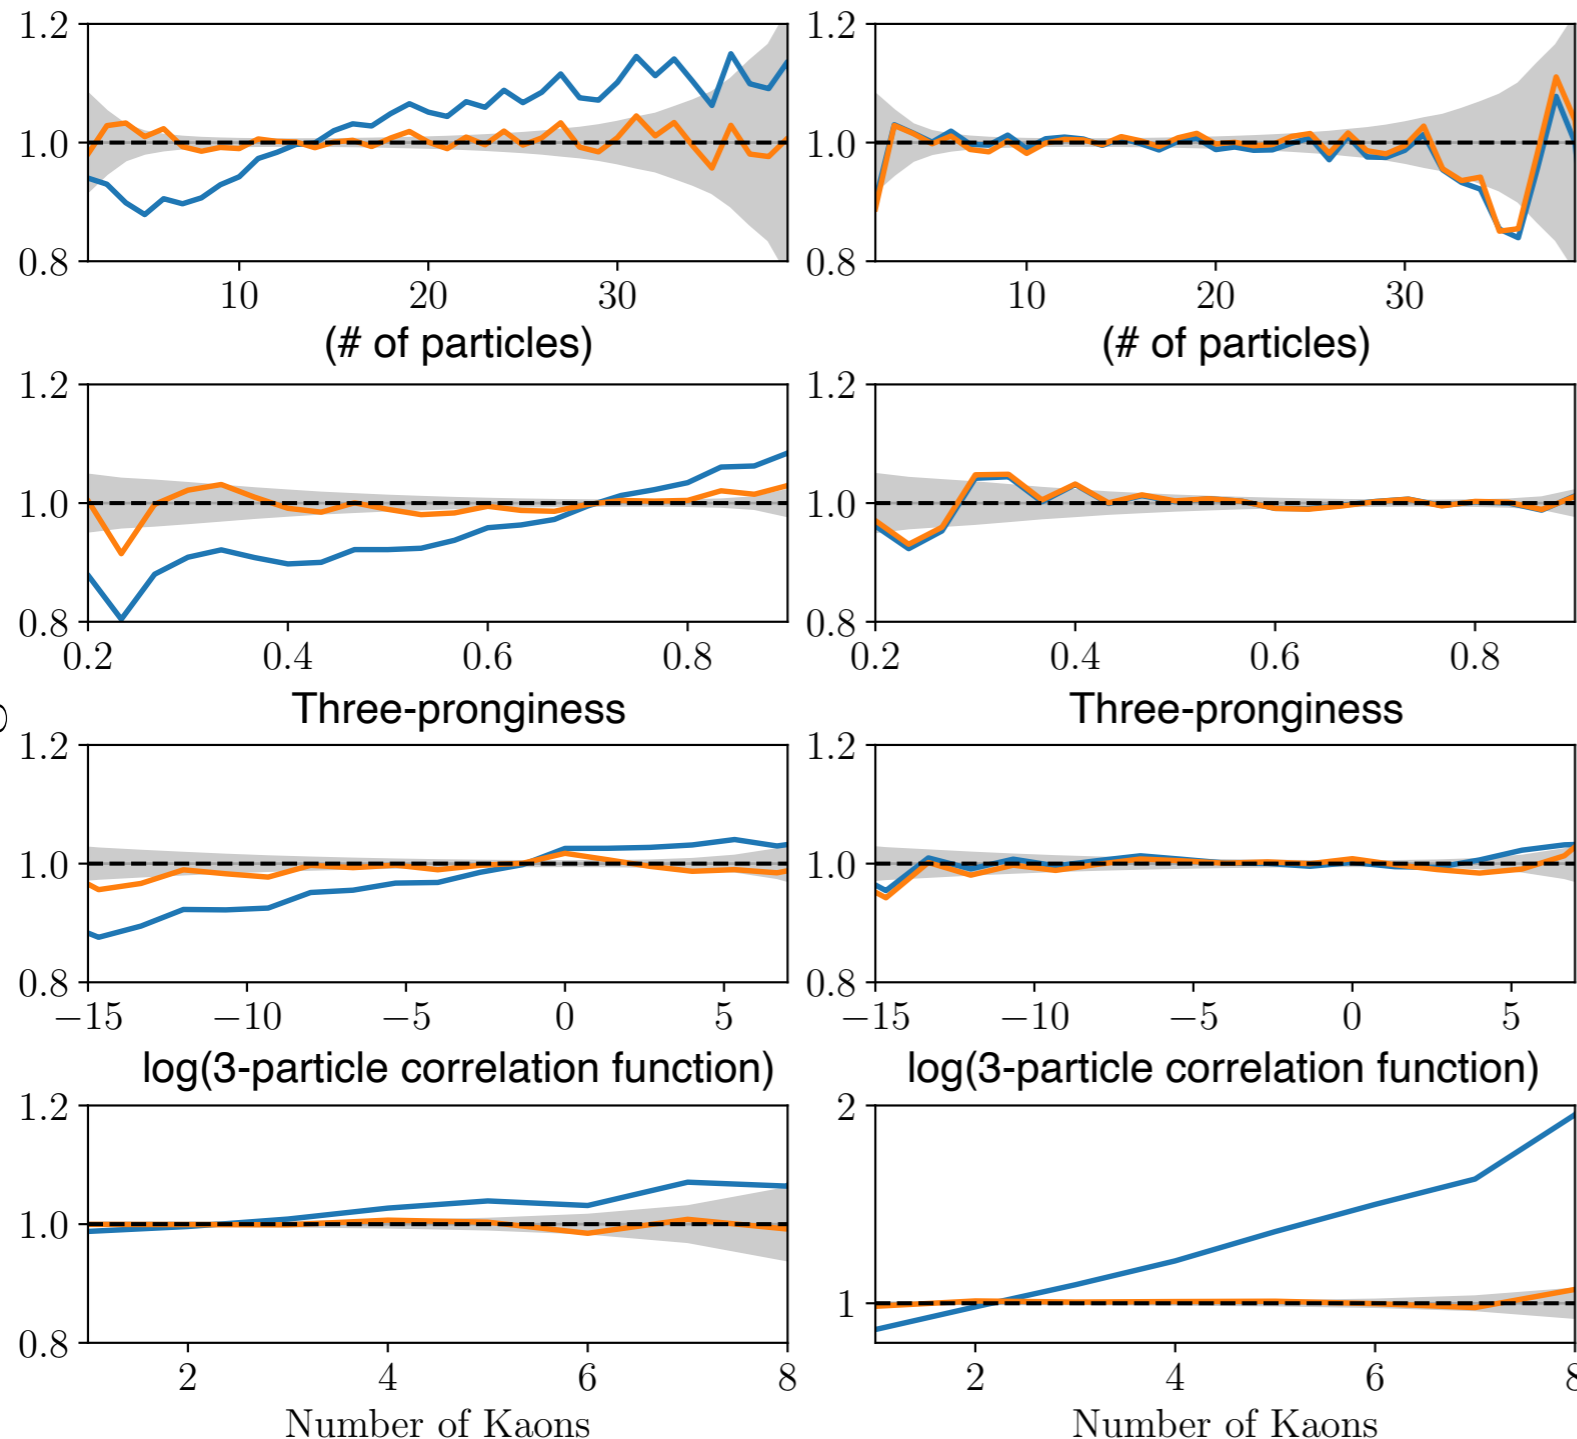 1.2 1.2
1.0 1.0
0.8 0.8
10 20 30 10 20 30
(# of particles) (# of particles)
1.2 1.2
1.0 1.0
0.8 0.8
0.2 0.4 0.6 0.8 0.2 0.4 0.6 0.8
Three-pronginess Three-pronginess
1.2 1.2
1.0 1.0
0.8 0.8
−15 −10 −5 0 5 −15 −10 −5 0 5
log(3-particle correlation function) log(3-particle correlation function)
1.2 2
1.0 1
0.8
2 4 6 8 2 4 6 8
Number of Kaons Number of Kaons